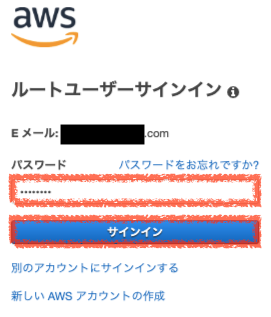 aws
ルートユーザーサインイン
E メール: .com
パスワード パスワードをお忘れですか?
サインイン
別のアカウントにサインインする
新しい AWS アカウントの作成